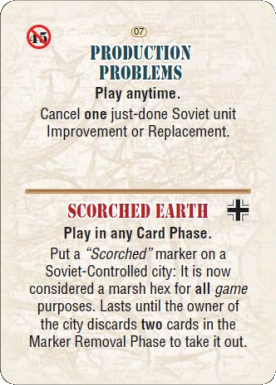 45
07
PRODUCTION
PROBLEMS
Play anytime.
Cancel one just-done Soviet unit
Improvement or Replacement.
SCORCHED EARTH
Play in any Card Phase.
Put a “Scorched” marker on a
Soviet-Controlled city: It is now
considered a marsh hex for all game
purposes. Lasts until the owner of
the city discards two cards in the
Marker Removal Phase to take it out.